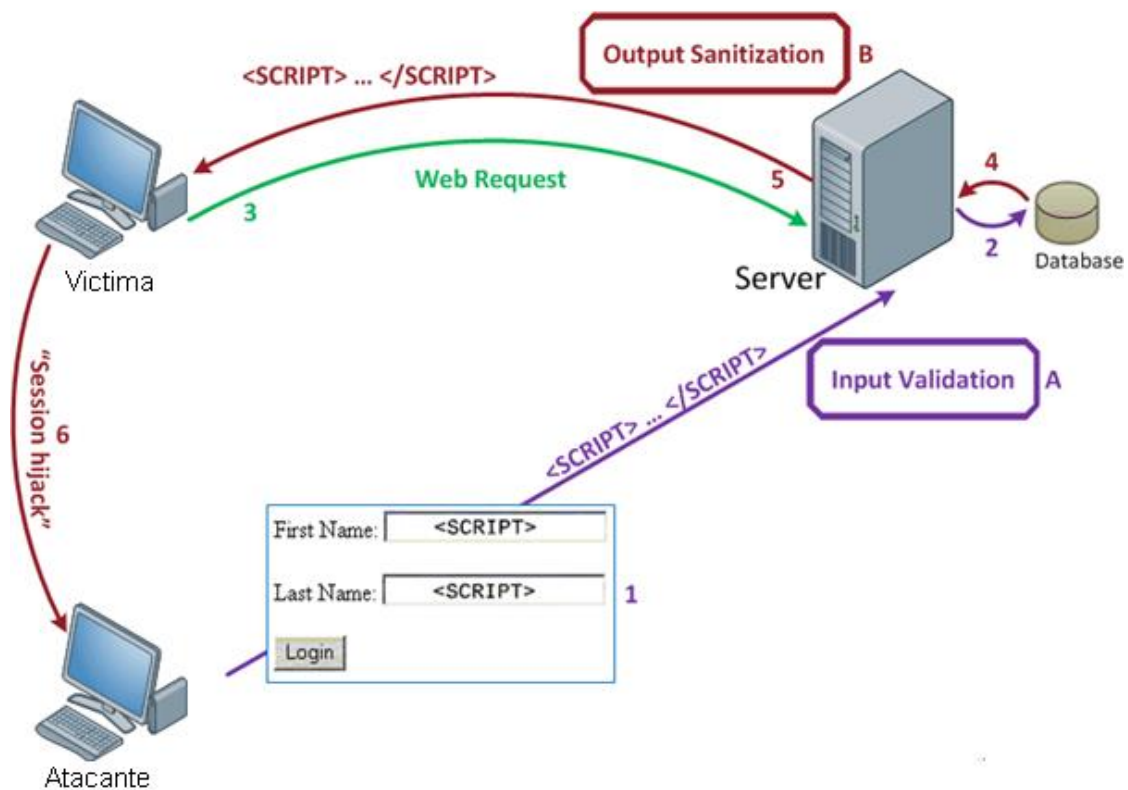 Output Sanitization B
<SCRIPT> ... </SCRIPT>
4
Web Request
5
3
2
Database
Victima
Server
Input Validation A
<SCRIPT> ... </SCRIPT>
"Session hijack"
6
First Name: <SCRIPT>
Last Name: <SCRIPT>
1
Login
Atacante